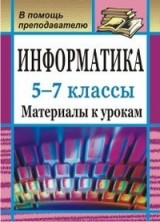 В помощь
преподавателю
ИНФОРМАТИКА
5–7 классы
Материалы к урокам